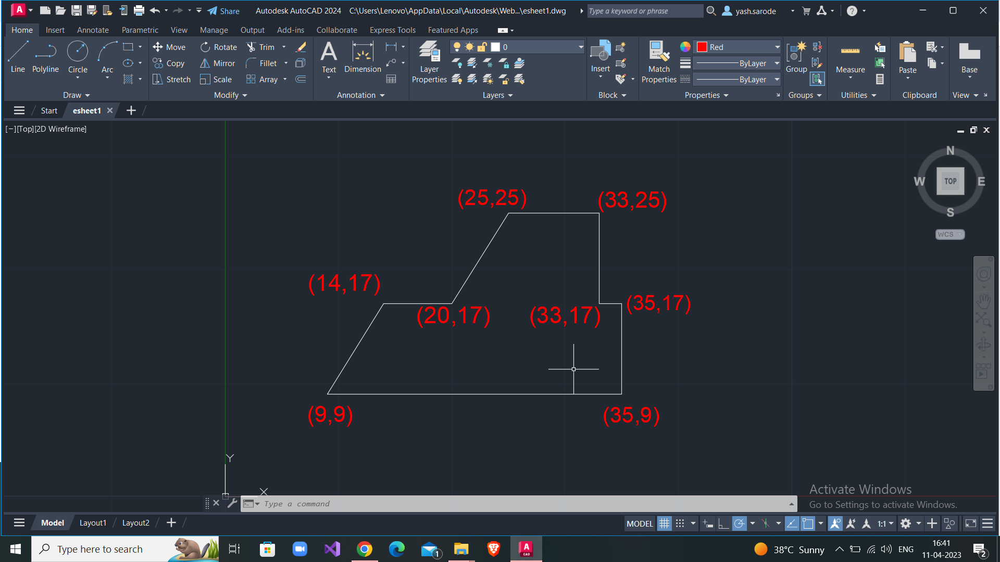 A Share Autodesk AutoCAD 2024 C:\Users\Lenovo\AppData\Local\Autodesk\Web...\esheet1.dwg Type a keyword or phrase yash.sarode ?
Home Insert Annotate Parametric View Manage Output Add-ins Collaborate Express Tools Featured Apps
Line Polyline Circle Arc
Move Rotate Trim
Copy Mirror Fillet
Stretch Scale Array
Text Dimension
Layer
Properties
0
Insert
Match
Properties
Red
ByLayer
ByLayer
Group
Measure
Paste
Base
Draw Modify Annotation Layers Block Properties Groups Utilities Clipboard View
Start esheet1
[−][Top][2D Wireframe]
N
W TOP E
S
WCS
(25,25) (33,25)
(14,17)
(20,17) (33,17) (35,17)
(9,9) (35,9)
Y
X
Type a command
Activate Windows
Go to Settings to activate Windows.
Model Layout1 Layout2 MODEL 1:1
Type here to search
1
A
CAD
38°C Sunny
ENG
16:41
11-04-2023
2